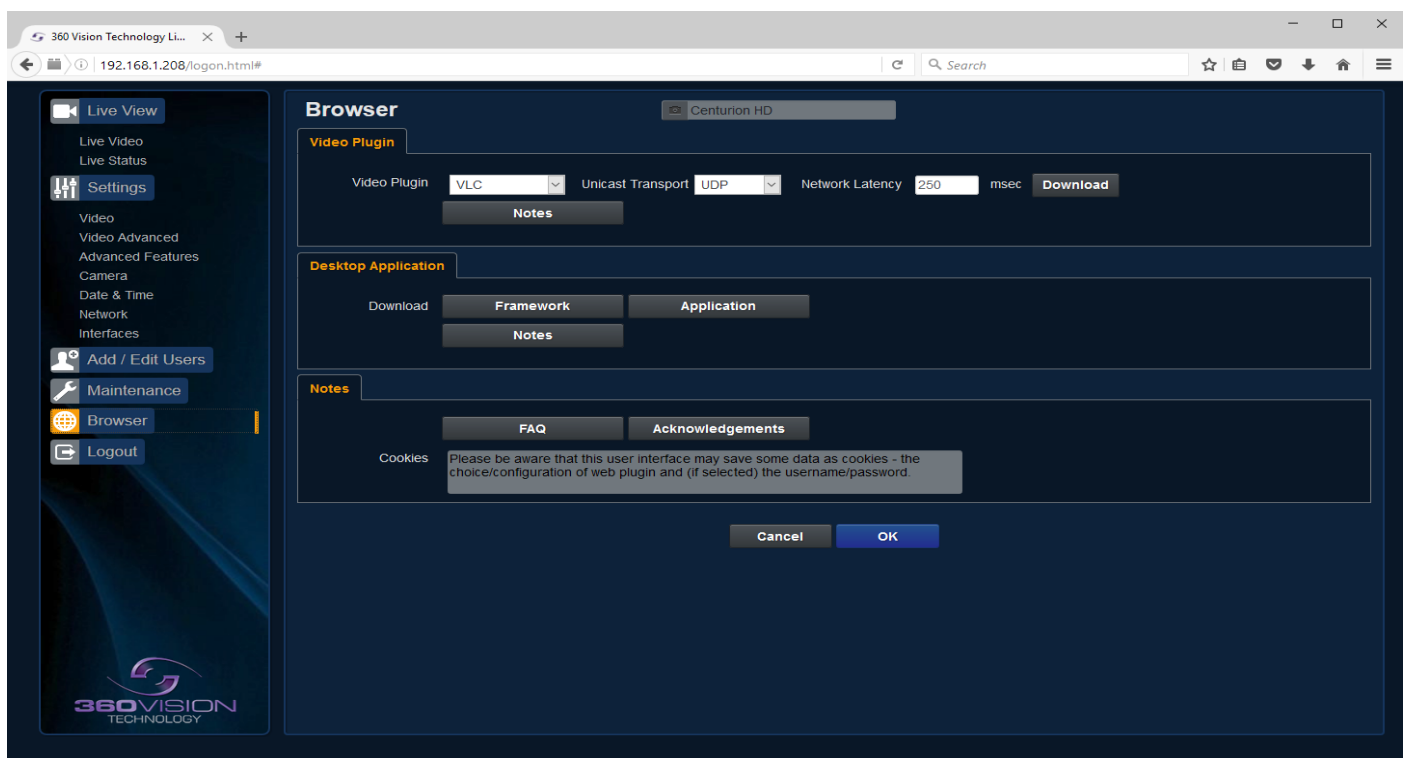 360 Vision Technology Li...
192.168.1.208/logon.html#
Search
Live View
Live Video
Live Status
Settings
Video
Video Advanced
Advanced Features
Camera
Date & Time
Network
Interfaces
Add / Edit Users
Maintenance
Browser
Logout
360VISION
TECHNOLOGY
Browser
Centurion HD
Video Plugin
Video Plugin VLC Unicast Transport UDP Network Latency 250 msec Download
Notes
Desktop Application
Download Framework Application
Notes
Notes
FAQ Acknowledgements
Cookies Please be aware that this user interface may save some data as cookies - the
choice/configuration of web plugin and (if selected) the username/password.
Cancel OK